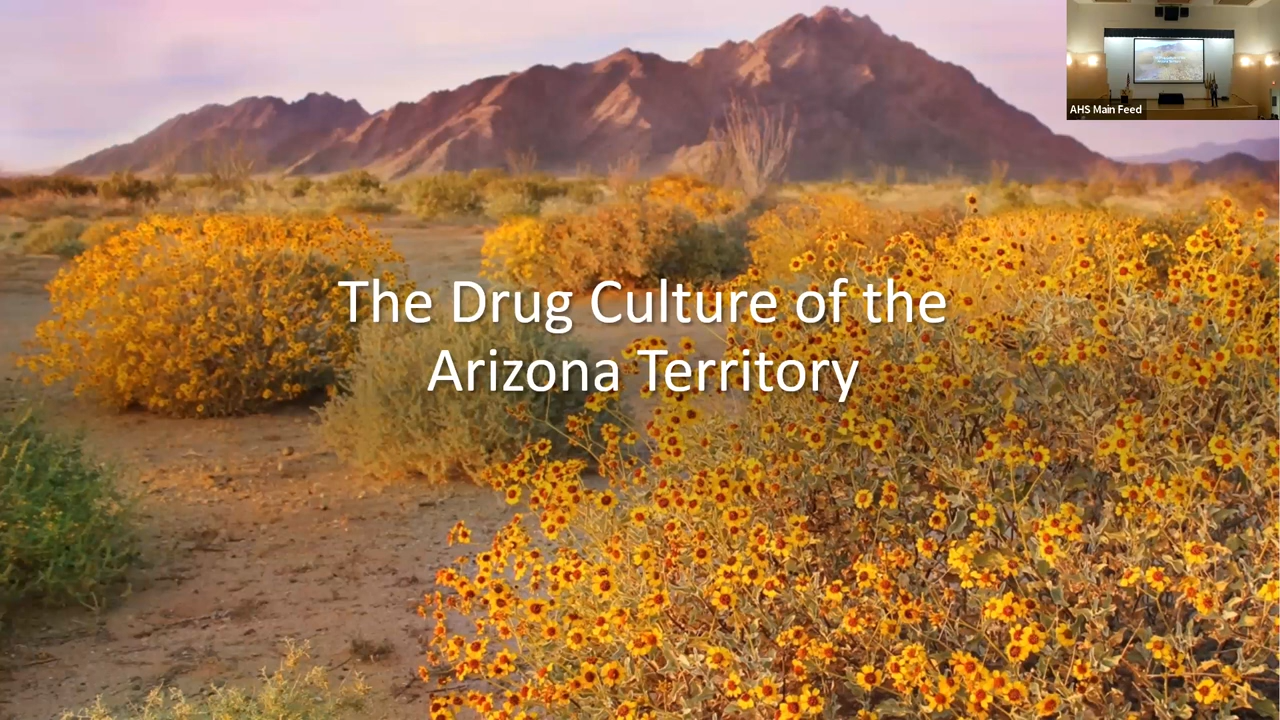 AHS Main Feed
The Drug Culture of the
Arizona Territory